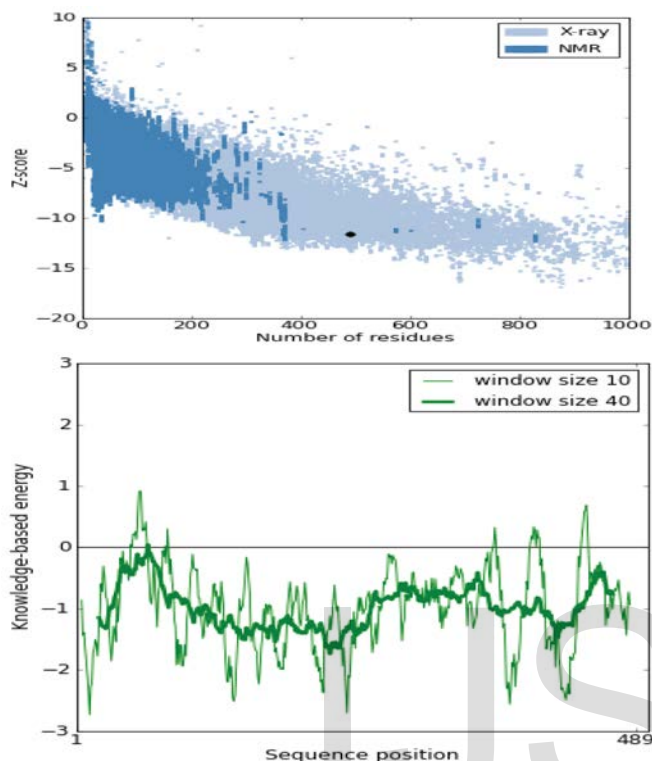 10
5
0
−5
−10
−15
−20
Z-score
X-ray
NMR
0 200 400 600 800 1000
Number of residues
3
2
1
0
−1
−2
−3
Knowledge-based energy
window size 10
window size 40
1 489
Sequence position